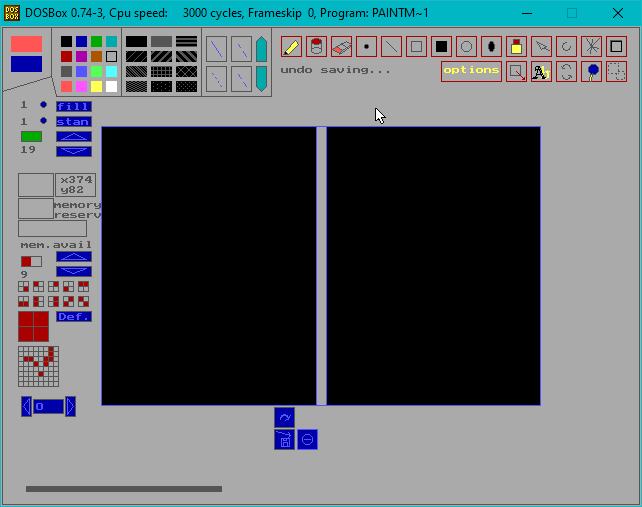 DOSBox 0.74-3, Cpu speed: 3000 cycles, Frameskip 0, Program: PAINTM~1
undo saving...
options
1
fill
1
stan
19
x374
y82
memory
reserv
mem.avail
9
Def.
0